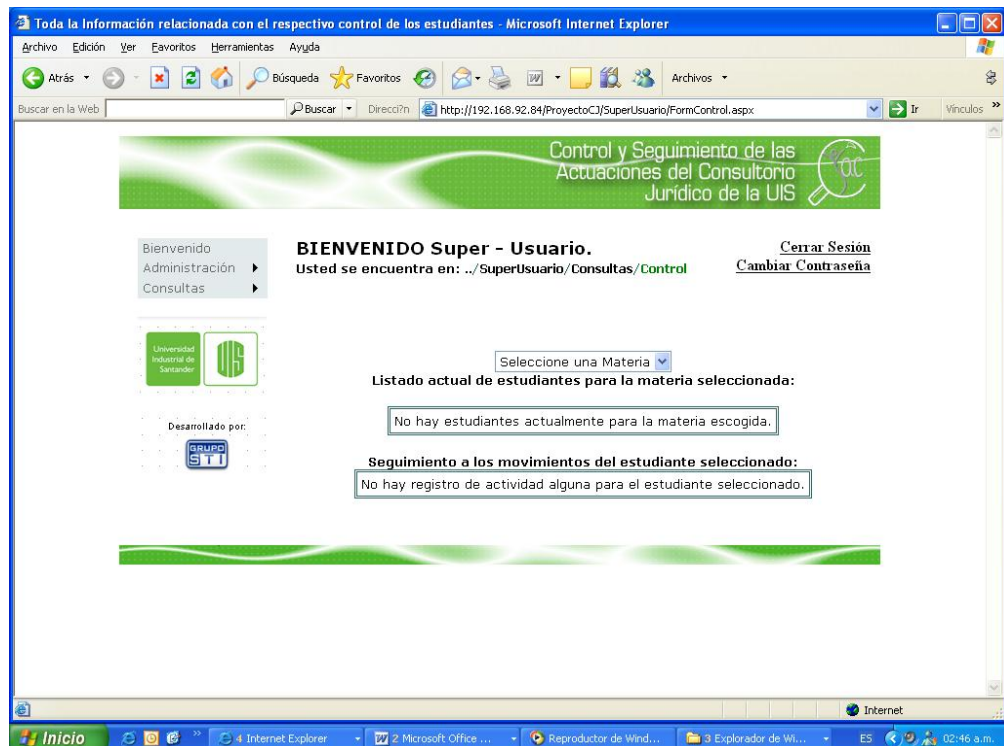 Toda la Información relacionada con el respectivo control de los estudiantes - Microsoft Internet Explorer
Archivo Edición Ver Favoritos Herramientas Ayuda
Atrás Búsqueda Favoritos Archivos
Buscar en la Web Buscar Direcci?n http://192.168.92.84/ProyectoCJ/SuperUsuario/FormControl.aspx Ir Vínculos »
Control y Seguimiento de las
Actuaciones del Consultorio
Jurídico de la UIS
Bienvenido
Administración
Consultas
BIENVENIDO Super - Usuario.
Usted se encuentra en: ../SuperUsuario/Consultas/Control
Cerrar Sesión
Cambiar Contraseña
Universidad
Industrial de
Santander
UIS
Desarrollado por:
GRUPO
STI
Seleccione una Materia
Listado actual de estudiantes para la materia seleccionada:
No hay estudiantes actualmente para la materia escogida.
Seguimiento a los movimientos del estudiante seleccionado:
No hay registro de actividad alguna para el estudiante seleccionado.
Internet
Inicio » 4 Internet Explorer 2 Microsoft Office ... Reproductor de Wind... 3 Explorador de Wi... ES 02:46 a.m.